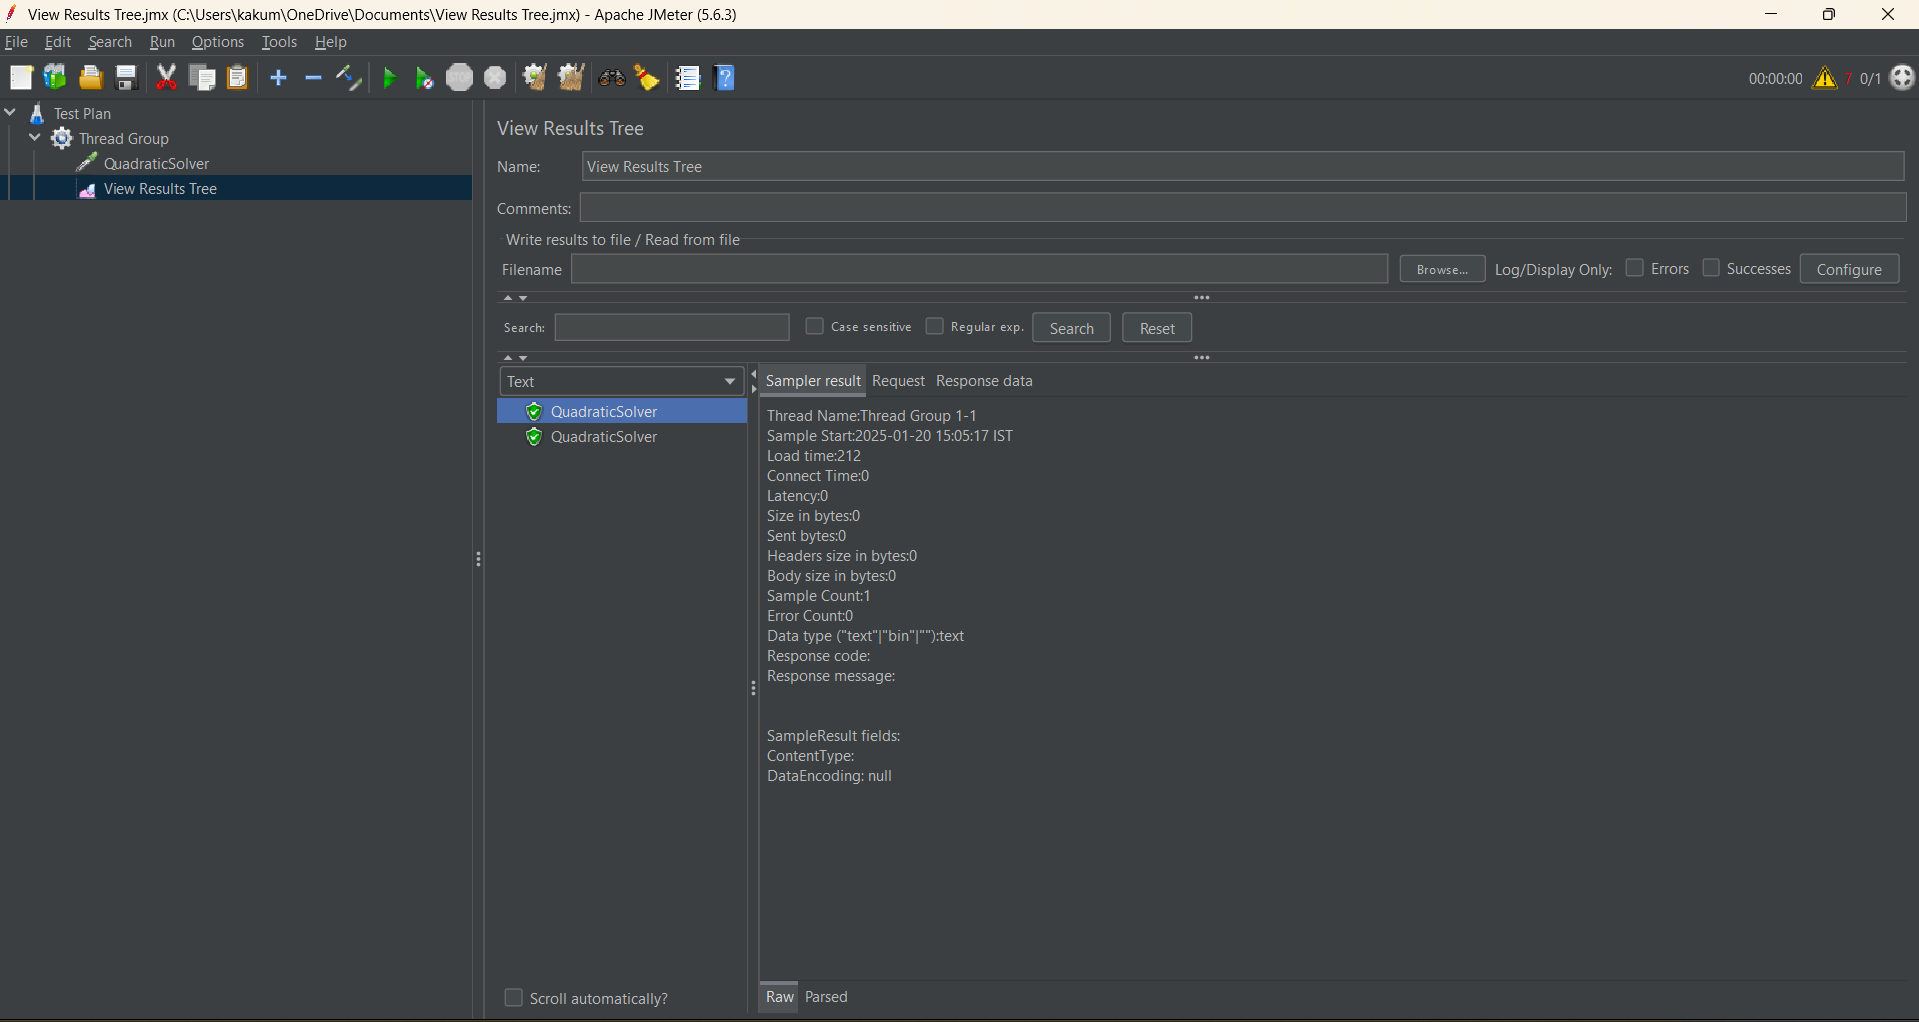 View Results Tree.jmx (C:\Users\kakum\OneDrive\Documents\View Results Tree.jmx) - Apache JMeter (5.6.3)
File Edit Search Run Options Tools Help
STOP 00:00:00 7 0/1
Test Plan
Thread Group
QuadraticSolver
View Results Tree
View Results Tree
Name: View Results Tree
Comments:
Write results to file / Read from file
Filename Browse... Log/Display Only: Errors Successes Configure
Search: Case sensitive Regular exp. Search Reset
Text
QuadraticSolver
QuadraticSolver
Scroll automatically?
Sampler result Request Response data
Thread Name:Thread Group 1-1
Sample Start:2025-01-20 15:05:17 IST
Load time:212
Connect Time:0
Latency:0
Size in bytes:0
Sent bytes:0
Headers size in bytes:0
Body size in bytes:0
Sample Count:1
Error Count:0
Data type ("text"|"bin"|""):text
Response code:
Response message:
SampleResult fields:
ContentType:
DataEncoding: null
Raw Parsed